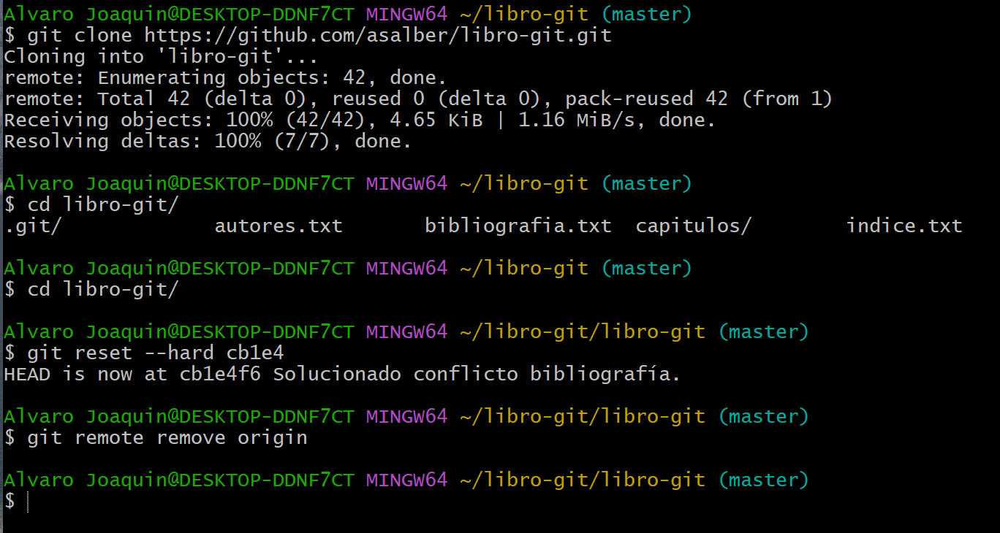 Alvaro Joaquin@DESKTOP-DDNF7CT MINGW64 ~/libro-git (master)
$ git clone https://github.com/asalber/libro-git.git
Cloning into 'libro-git'...
remote: Enumerating objects: 42, done.
remote: Total 42 (delta 0), reused 0 (delta 0), pack-reused 42 (from 1)
Receiving objects: 100% (42/42), 4.65 KiB | 1.16 MiB/s, done.
Resolving deltas: 100% (7/7), done.

Alvaro Joaquin@DESKTOP-DDNF7CT MINGW64 ~/libro-git (master)
$ cd libro-git/
.git/             autores.txt       bibliografia.txt  capitulos/        indice.txt

Alvaro Joaquin@DESKTOP-DDNF7CT MINGW64 ~/libro-git (master)
$ cd libro-git/

Alvaro Joaquin@DESKTOP-DDNF7CT MINGW64 ~/libro-git/libro-git (master)
$ git reset --hard cb1e4
HEAD is now at cb1e4f6 Solucionado conflicto bibliografía.

Alvaro Joaquin@DESKTOP-DDNF7CT MINGW64 ~/libro-git/libro-git (master)
$ git remote remove origin

Alvaro Joaquin@DESKTOP-DDNF7CT MINGW64 ~/libro-git/libro-git (master)
$